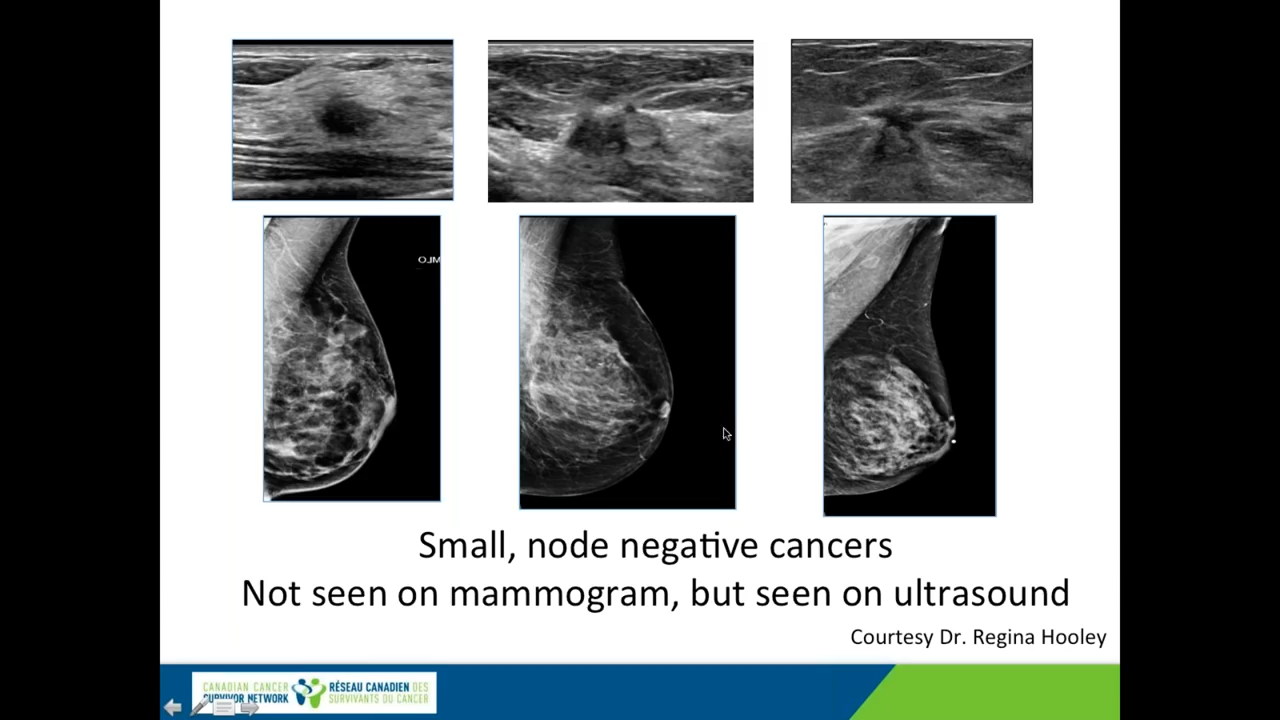 OJM
Small, node negative cancers
Not seen on mammogram, but seen on ultrasound
Courtesy Dr. Regina Hooley
CANADIAN CANCER
SURVIVOR NETWORK
RÉSEAU CANADIEN DES
SURVIVANTS DU CANCER